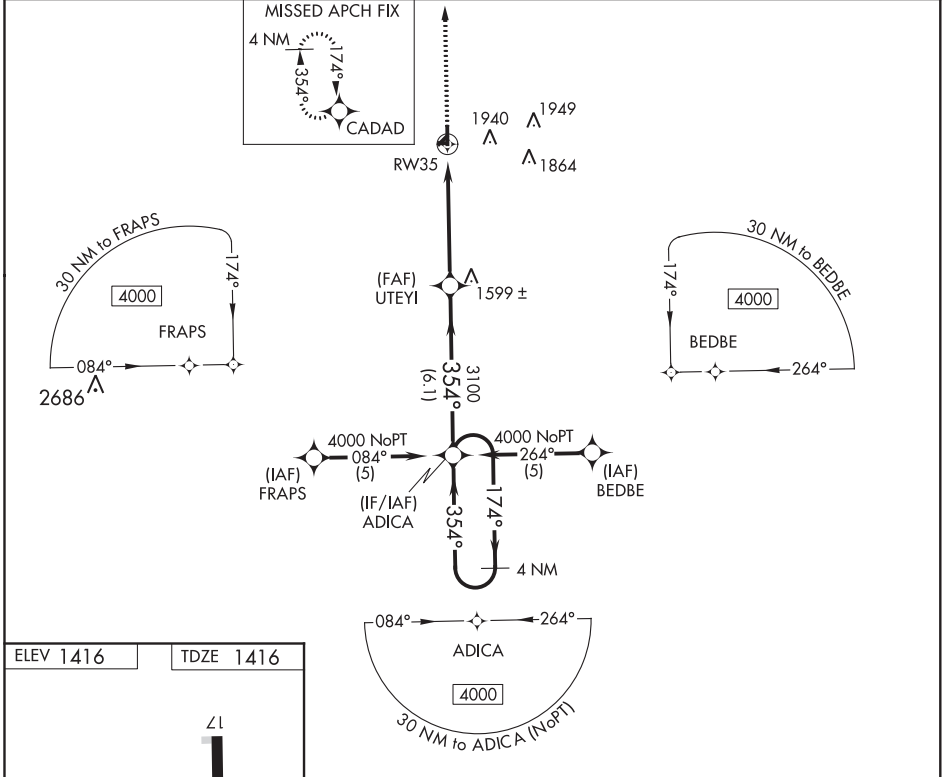 MISSED APCH FIX
4 NM
174°
354°
CADAD
1940
1949
1864
RW35
30 NM to FRAPS
4000
174°
FRAPS
084°
2686
(FAF)
UTEYI
1599 ±
30 NM to BEDBE
174°
4000
BEDBE
264°
3100
354°
(6.1)
4000 NoPT
084°
(5)
(IAF)
FRAPS
(IF/IAF)
ADICA
4000 NoPT
264°
(5)
(IAF)
BEDBE
354°
174°
4 NM
084°
264°
ADICA
4000
30 NM to ADICA (NoPT)
ELEV 1416
TDZE 1416
17